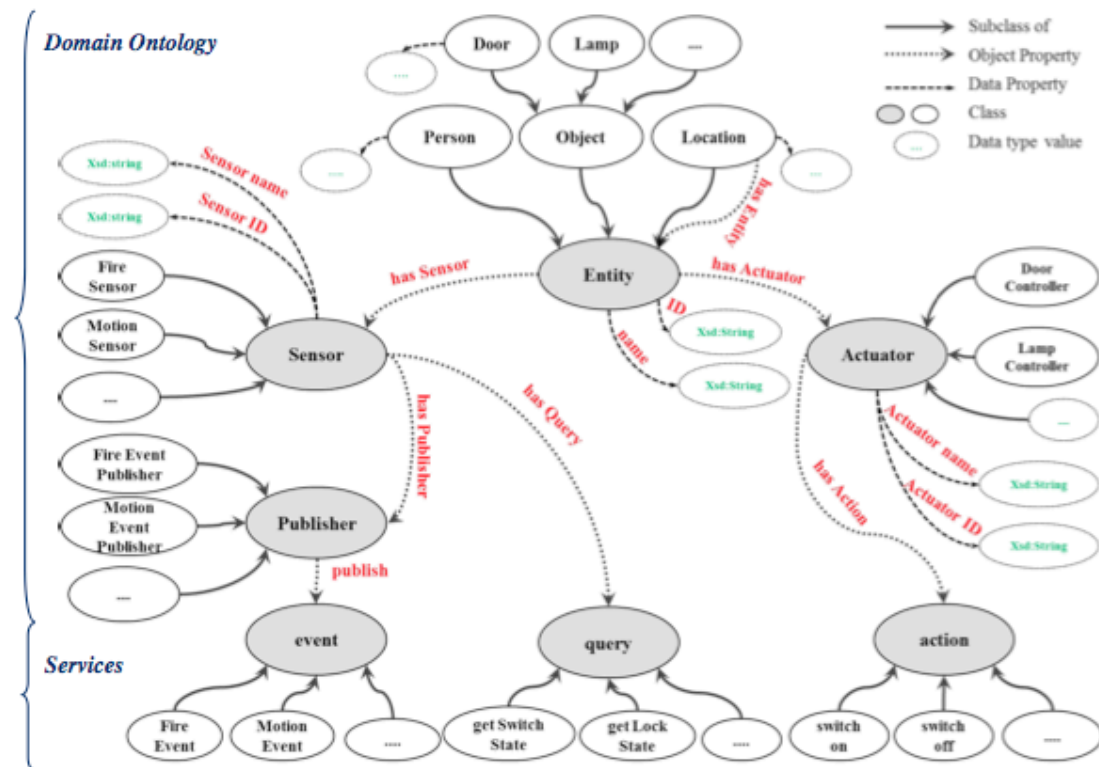 Domain Ontology
Door
Lamp
....
Subclass of
Object Property
Data Property
Class
...
Data type value
....
Person
Object
Location
....
...
Xsd:string
Sensor name
Xsd:string
Sensor ID
has Entity
Fire
Sensor
has Sensor
Entity
has Actuator
Door
Controller
ID
Xsd:String
name
Xsd:String
Motion
Sensor
Sensor
Actuator
Lamp
Controller
....
...
has Publisher
has Query
has Action
Actuator name
Xsd:String
Actuator ID
Xsd:String
Fire Event
Publisher
Motion
Event
Publisher
Publisher
....
publish
event
query
action
Services
Fire
Event
Motion
Event
....
get Switch
State
get Lock
State
....
switch
on
switch
off
....